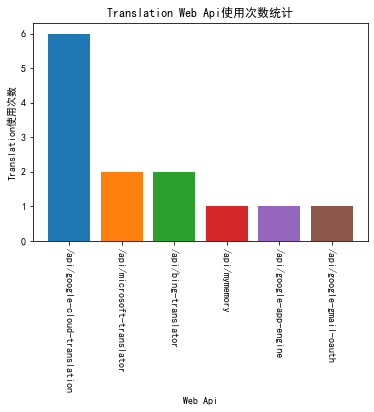 Translation Web Api使用次数统计
Translation使用次数
6
5
4
3
2
1
0
/api/google-cloud-translation
/api/microsoft-translator
/api/bing-translator
/api/mymemory
/api/google-app-engine
/api/google-gmail-oauth
Web Api